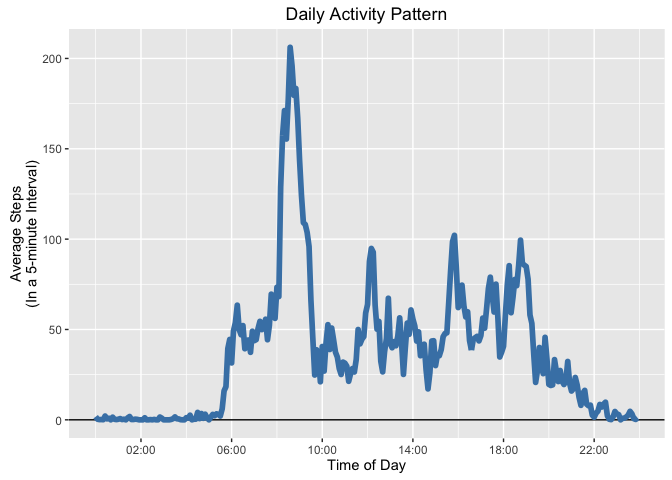 Daily Activity Pattern
Average Steps
(In a 5-minute Interval)
200
150
100
50
0
02:00 06:00 10:00 14:00 18:00 22:00
Time of Day